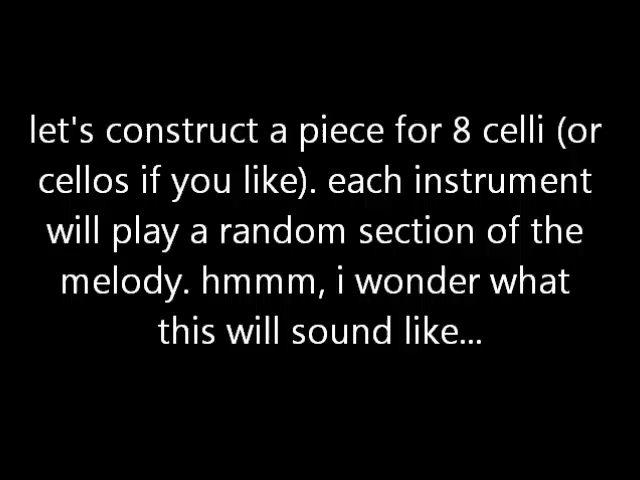 let's construct a piece for 8 celli (or
cellos if you like). each instrument
will play a random section of the
melody. hmmm, i wonder what
this will sound like...